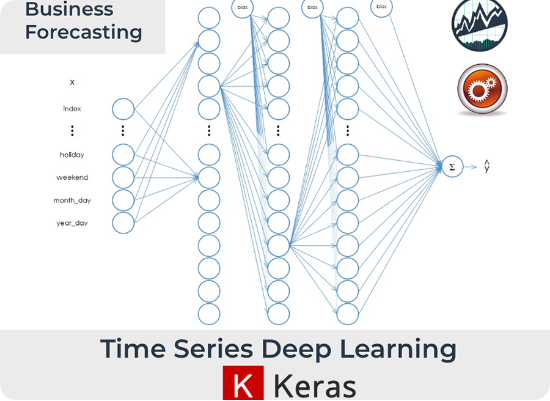 Business
Forecasting
bias
bias
bias
x
index
holiday
weekend
month_day
year_day
Σ
ŷ
Time Series Deep Learning
K Keras